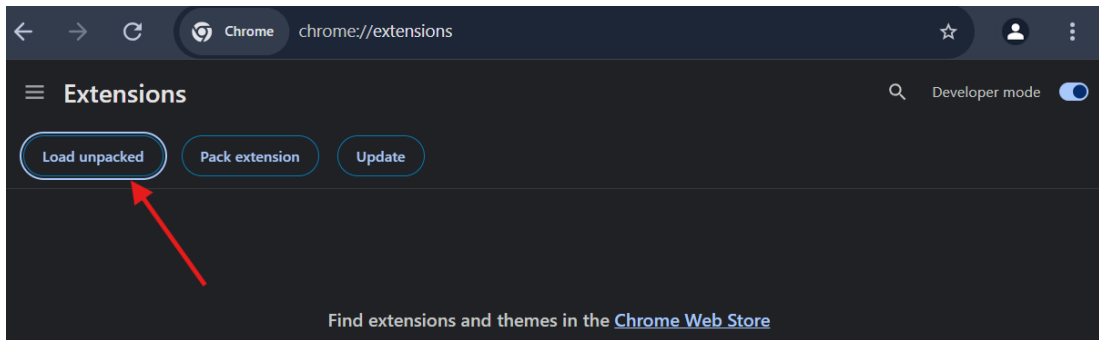 Chrome chrome://extensions
Extensions Developer mode
Load unpacked Pack extension Update
Find extensions and themes in the Chrome Web Store